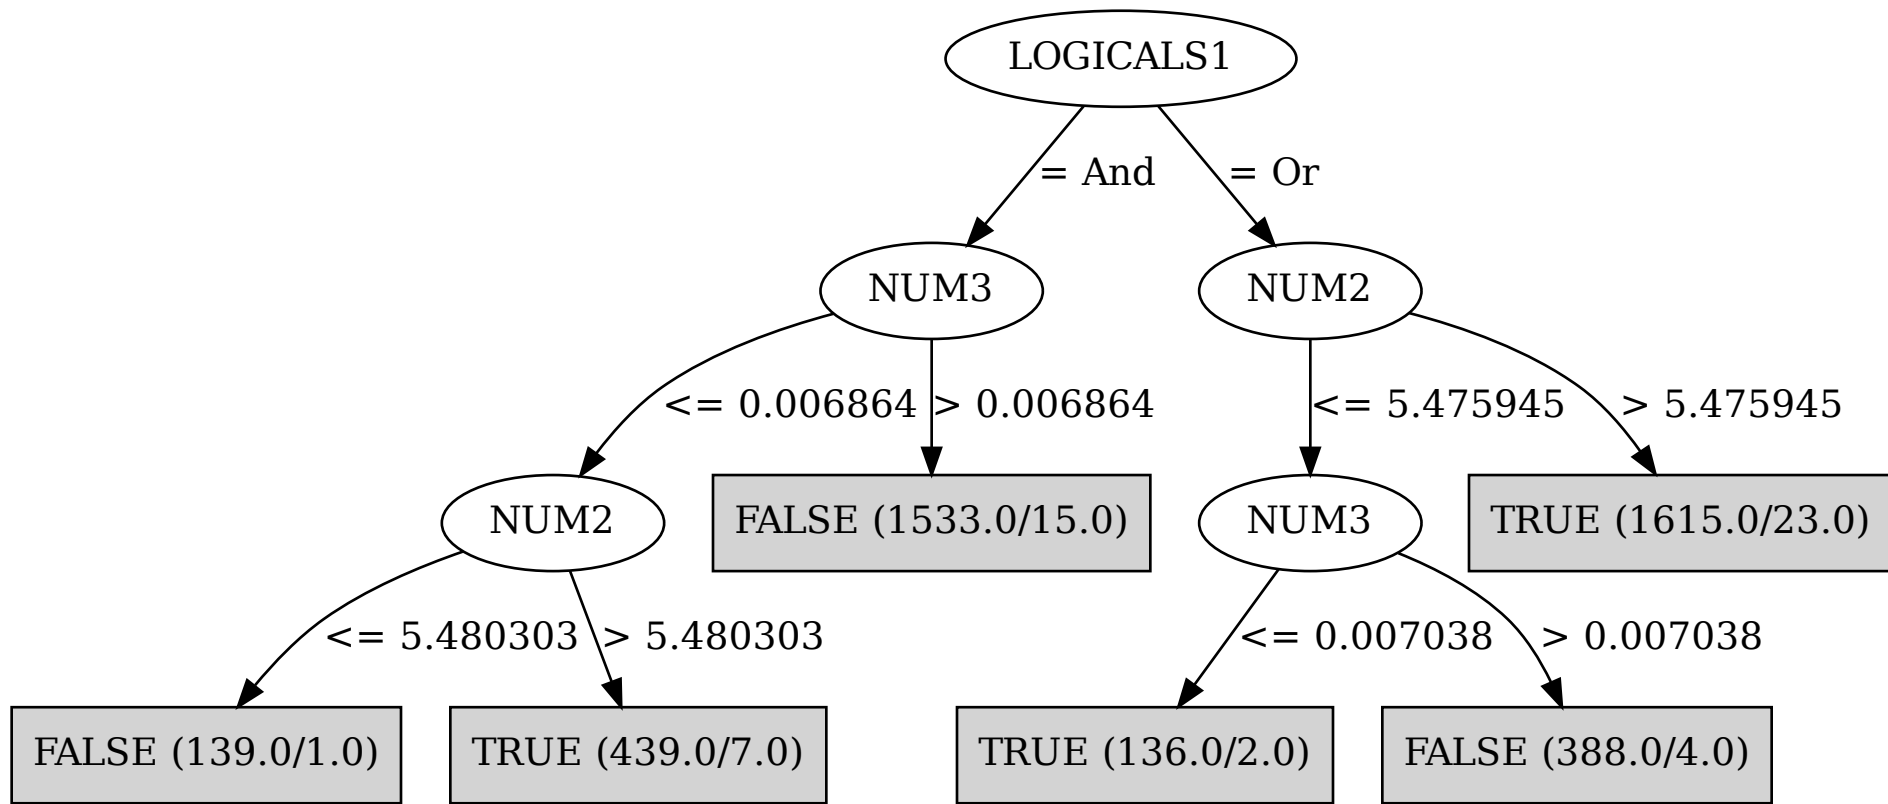 LOGICALS1
= And
= Or
NUM3
NUM2
<= 0.006864
> 0.006864
<= 5.475945
> 5.475945
NUM2
FALSE (1533.0/15.0)
NUM3
TRUE (1615.0/23.0)
<= 5.480303
> 5.480303
<= 0.007038
> 0.007038
FALSE (139.0/1.0)
TRUE (439.0/7.0)
TRUE (136.0/2.0)
FALSE (388.0/4.0)